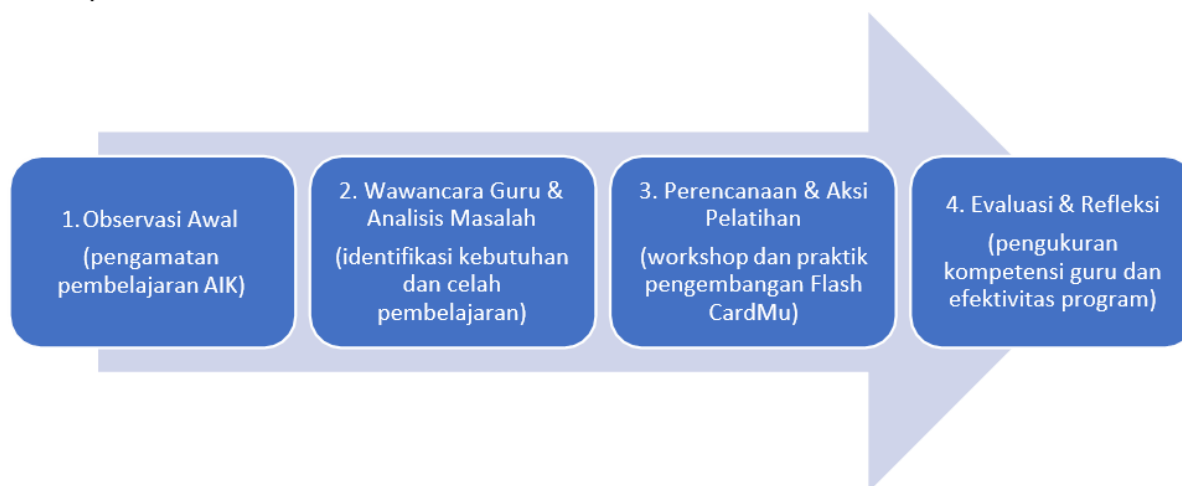 1.Observasi Awal
(pengamatan
pembelajaran AIK)
2. Wawancara Guru &
Analisis Masalah
(identifikasi kebutuhan
dan celah
pembelajaran)
3. Perencanaan & Aksi
Pelatihan
(workshop dan praktik
pengembangan Flash
CardMu)
4. Evaluasi & Refleksi
(pengukuran
kompetensi guru dan
efektivitas program)